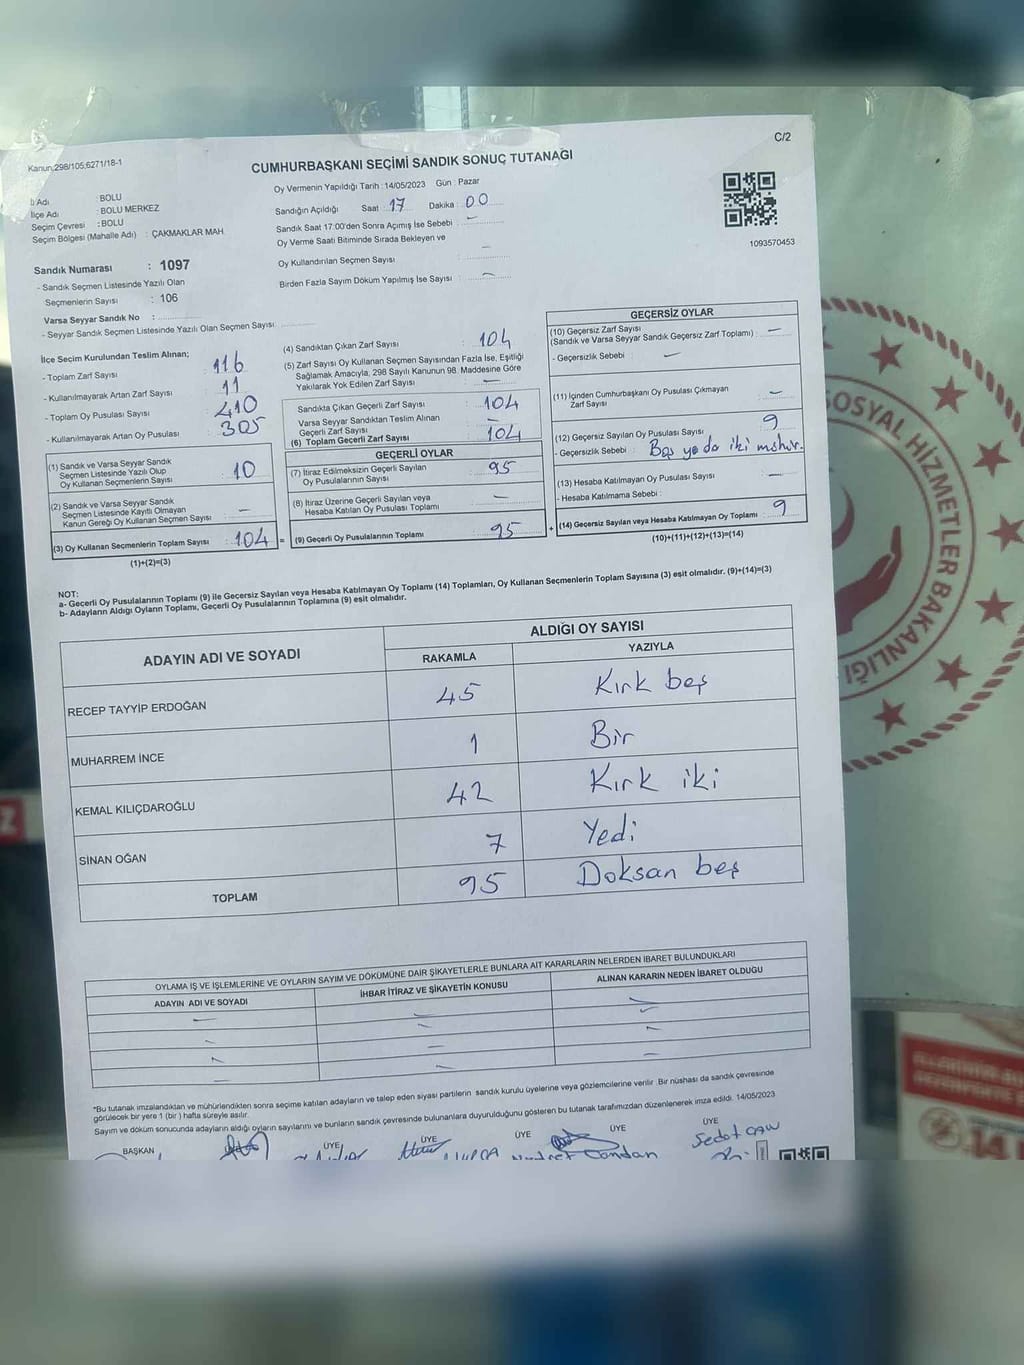 C/2
Kanun,298/105;6271/18-1
CUMHURBAŞKANI SEÇİMİ SANDIK SONUÇ TUTANAĞI
İl Adı : BOLU
İlçe Adı : BOLU MERKEZ
Seçim Çevresi : BOLU
Seçim Bölgesi (Mahalle Adı) : ÇAKMAKLAR MAH
Oy Vermenin Yapıldığı Tarih : 14/05/2023 Gün : Pazar
Sandığın Açıldığı Saat : 17 Dakika : 00
Sandık Saat 17:00'den Sonra Açılmış İse Sebebi : —
Oy Verme Saati Bitiminde Sırada Bekleyen ve
Oy Kullandırılan Seçmen Sayısı : —
Birden Fazla Sayım Döküm Yapılmış İse Sayısı : —
1093570453
Sandık Numarası : 1097
- Sandık Seçmen Listesinde Yazılı Olan
Seçmenlerin Sayısı : 106
Varsa Seyyar Sandık No :
- Seyyar Sandık Seçmen Listesinde Yazılı Olan Seçmen Sayısı :
İlçe Seçim Kurulundan Teslim Alınan;
- Toplam Zarf Sayısı : 116
- Kullanılmayarak Artan Zarf Sayısı : 11
- Toplam Oy Pusulası Sayısı : 410
- Kullanılmayarak Artan Oy Pusulası : 305
(1) Sandık ve Varsa Seyyar Sandık
Seçmen Listesinde Yazılı Olup
Oy Kullanan Seçmenlerin Sayısı : 10
(2) Sandık ve Varsa Seyyar Sandık
Seçmen Listesinde Kayıtlı Olmayan
Kanun Gereği Oy Kullanan Seçmen Sayısı : —
(3) Oy Kullanan Seçmenlerin Toplam Sayısı : 104 =
(1)+(2)=(3)
(4) Sandıktan Çıkan Zarf Sayısı : 104
(5) Zarf Sayısı Oy Kullanan Seçmen Sayısından Fazla İse, Eşitliği
Sağlamak Amacıyla, 298 Sayılı Kanunun 98. Maddesine Göre
Yakılarak Yok Edilen Zarf Sayısı : —
Sandıkta Çıkan Geçerli Zarf Sayısı : 104
Varsa Seyyar Sandıktan Teslim Alınan
Geçerli Zarf Sayısı :
(6) Toplam Geçerli Zarf Sayısı : 104
GEÇERLİ OYLAR
(7) İtiraz Edilmeksizin Geçerli Sayılan
Oy Pusulalarının Sayısı : 95
(8) İtiraz Üzerine Geçerli Sayılan veya
Hesaba Katılan Oy Pusulası Toplamı : —
(9) Geçerli Oy Pusulalarının Toplamı : 95 +
GEÇERSİZ OYLAR
(10) Geçersiz Zarf Sayısı
(Sandık ve Varsa Seyyar Sandık Geçersiz Zarf Toplamı) : —
- Geçersizlik Sebebi : —
(11) İçinden Cumhurbaşkanı Oy Pusulası Çıkmayan
Zarf Sayısı : —
(12) Geçersiz Sayılan Oy Pusulası Sayısı : 9
- Geçersizlik Sebebi : Boş ya da iki mühür.
(13) Hesaba Katılmayan Oy Pusulası Sayısı : —
- Hesaba Katılmama Sebebi :
(14) Gecersiz Sayılan veya Hesaba Katılmayan Oy Toplamı : 9
(10)+(11)+(12)+(13)=(14)
NOT:
a- Gecerli Oy Pusulalarının Toplamı (9) ile Gecersiz Sayılan veya Hesaba Katılmayan Oy Toplamı (14) Toplamları, Oy Kullanan Seçmenlerin Toplam Sayısına (3) eşit olmalıdır. (9)+(14)=(3)
b- Adayların Aldığı Oyların Toplamı, Geçerli Oy Pusulalarının Toplamına (9) eşit olmalıdır.
ADAYIN ADI VE SOYADI ALDIĞI OY SAYISI
RAKAMLA YAZIYLA
RECEP TAYYİP ERDOĞAN 45 Kırk beş
MUHARREM İNCE 1 Bir
KEMAL KILIÇDAROĞLU 42 Kırk iki
SİNAN OĞAN 7 Yedi
TOPLAM 95 Doksan beş
OYLAMA İŞ VE İŞLEMLERİNE VE OYLARIN SAYIM VE DÖKÜMÜNE DAİR ŞİKAYETLERLE BUNLARA AİT KARARLARIN NELERDEN İBARET BULUNDUKLARI
ADAYIN ADI VE SOYADI İHBAR İTİRAZ VE ŞİKAYETİN KONUSU ALINAN KARARIN NEDEN İBARET OLDUĞU
*Bu tutanak imzalandıktan ve mühürlendikten sonra seçime katılan adayların ve talep eden siyasi partilerin sandık kurulu üyelerine veya gözlemcilerine verilir. Bir nüshası da sandık çevresinde
görülecek bir yere 1 (bir) hafta süreyle asılır.
Sayım ve döküm sonucunda adayların aldığı oyların sayılarını ve bunların sandık çevresinde bulunanlara duyurulduğunu gösteren bu tutanak tarafımızdan düzenlenerek imza edildi. 14/05/2023
BAŞKAN ÜYE ÜYE ÜYE ÜYE ÜYE
Candan
SOSYAL HİZMETLER BAKANLIĞI
Z
14